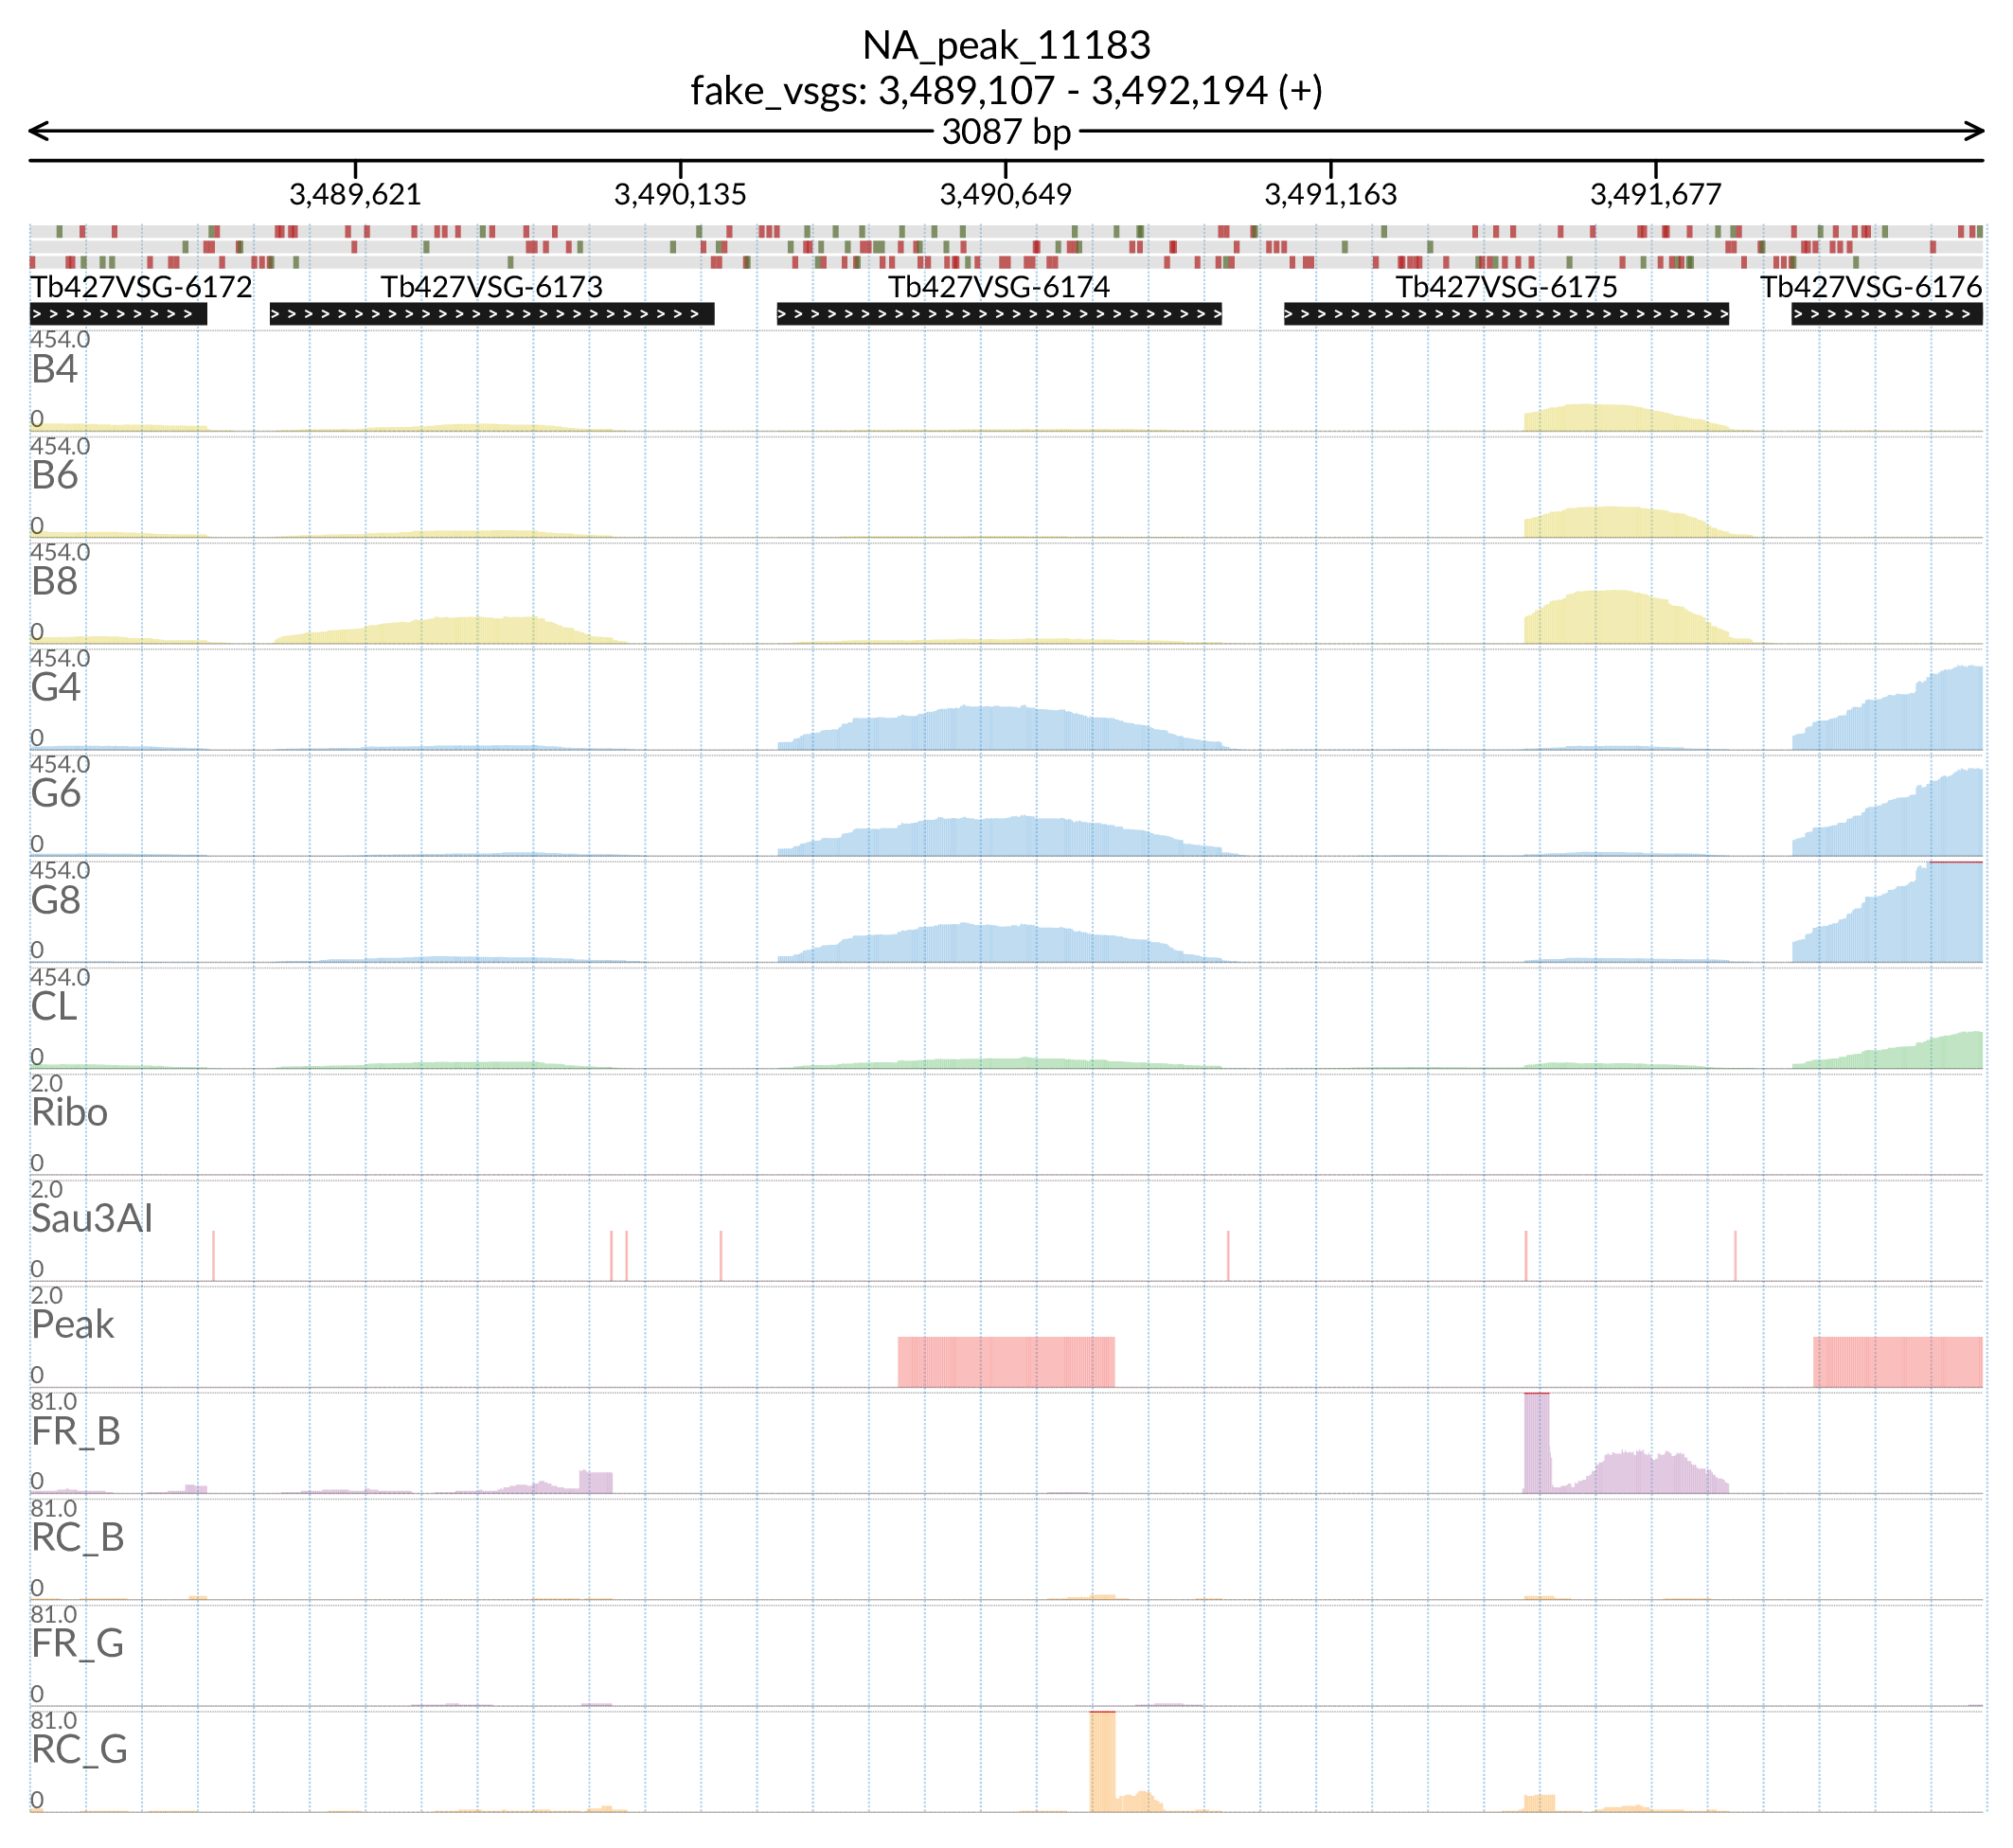 NA_peak_11183
fake_vsgs: 3,489,107 - 3,492,194 (+)
3087 bp
3,489,621 3,490,135 3,490,649 3,491,163 3,491,677
Tb427VSG-6172 Tb427VSG-6173 Tb427VSG-6174 Tb427VSG-6175 Tb427VSG-6176
454.0
B4
0
454.0
B6
0
454.0
B8
0
454.0
G4
0
454.0
G6
0
454.0
G8
0
454.0
CL
0
2.0
Ribo
0
2.0
Sau3AI
0
2.0
Peak
0
81.0
FR_B
0
81.0
RC_B
0
81.0
FR_G
0
81.0
RC_G
0